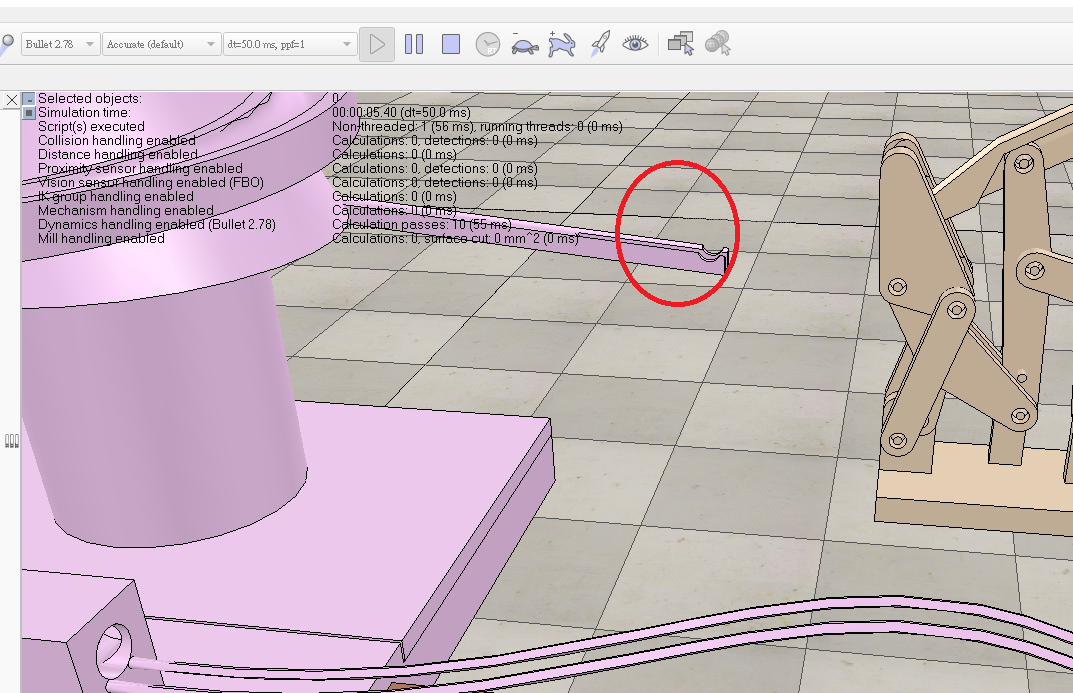 Bullet 2.78 Accurate (default) dt=50.0 ms, ppf=1
RT
Selected objects: 0
Simulation time: 00:00:05.40 (dt=50.0 ms)
Script(s) executed Non-threaded: 1 (56 ms), running threads: 0 (0 ms)
Collision handling enabled Calculations: 0, detections: 0 (0 ms)
Distance handling enabled Calculations: 0 (0 ms)
Proximity sensor handling enabled Calculations: 0, detections: 0 (0 ms)
Vision sensor handling enabled (FBO) Calculations: 0, detections: 0 (0 ms)
IK group handling enabled Calculations: 0 (0 ms)
Mechanism handling enabled Calculations: 0 (0 ms)
Dynamics handling enabled (Bullet 2.78) Calculation passes: 10 (55 ms)
Mill handling enabled Calculations: 0, surface cut: 0 mm^2 (0 ms)